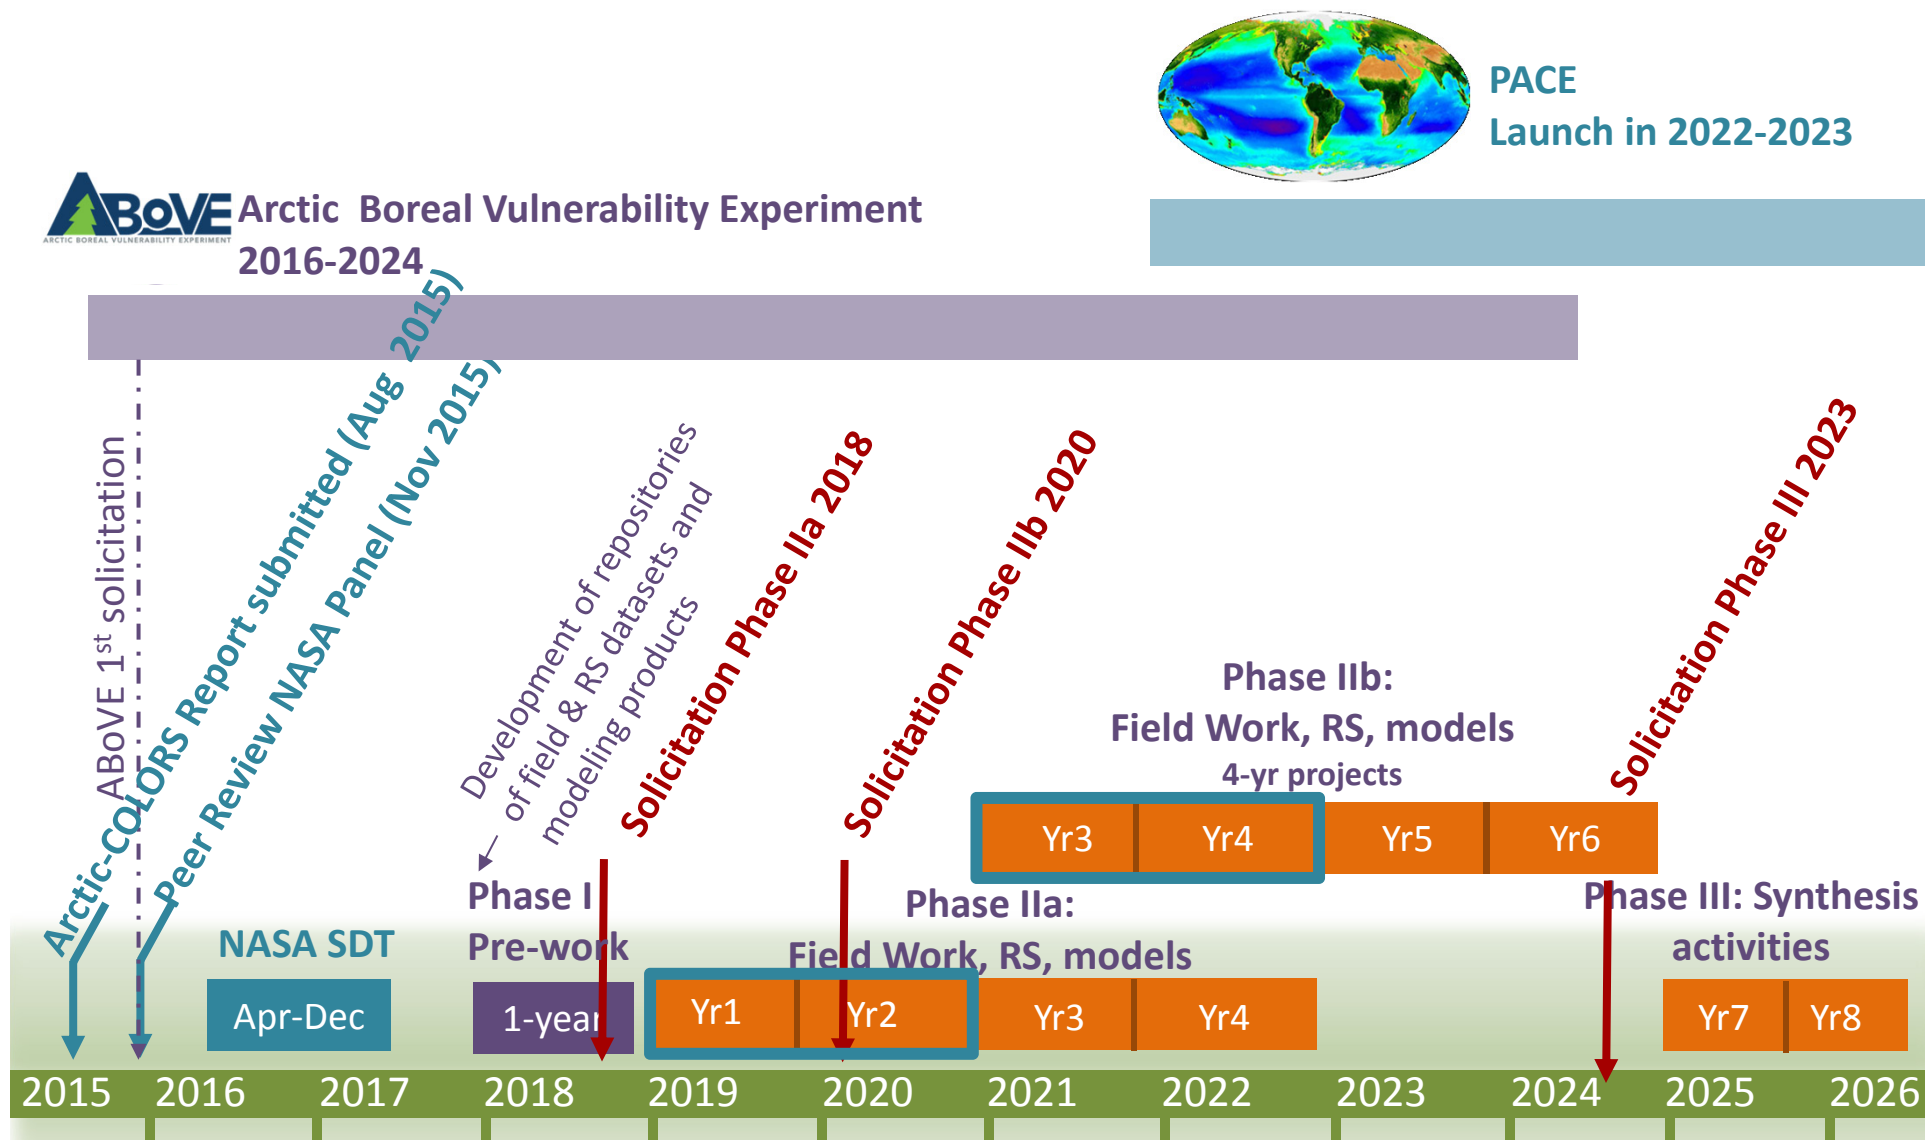 PACE
Launch in 2022-2023
ABoVE
ARCTIC BOREAL VULNERABILITY EXPERIMENT
Arctic Boreal Vulnerability Experiment
2016-2024
ABoVE 1st solicitation
Arctic-COLORS Report submitted (Aug 2015)
Peer Review NASA Panel (Nov 2015)
Development of repositories
of field & RS datasets and
modeling products
Solicitation Phase IIa 2018
Solicitation Phase IIb 2020
Solicitation Phase III 2023
Phase IIb:
Field Work, RS, models
4-yr projects
Yr3 Yr4 Yr5 Yr6
Phase I
Pre-work
Phase IIa:
Field Work, RS, models
Phase III: Synthesis
activities
NASA SDT
Apr-Dec
1-year
Yr1 Yr2 Yr3 Yr4
Yr7 Yr8
2015 2016 2017 2018 2019 2020 2021 2022 2023 2024 2025 2026